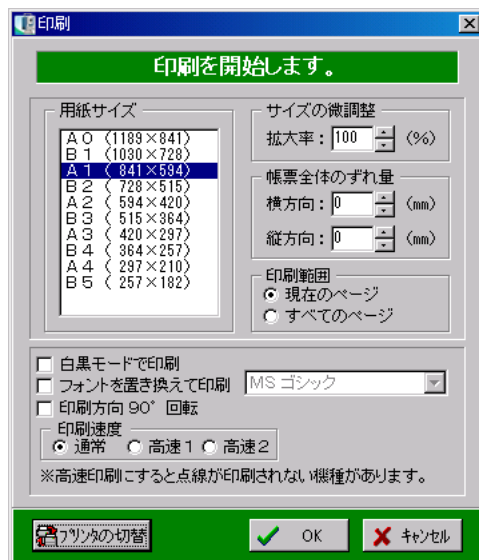 印刷
印刷を開始します。
用紙サイズ
A0 (1189×841)
B1 (1030×728)
A1 ( 841×594)
B2 ( 728×515)
A2 ( 594×420)
B3 ( 515×364)
A3 ( 420×297)
B4 ( 364×257)
A4 ( 297×210)
B5 ( 257×182)
サイズの微調整
拡大率：100 (%)
帳票全体のずれ量
横方向：0 (mm)
縦方向：0 (mm)
印刷範囲
現在のページ
すべてのページ
白黒モードで印刷
フォントを置き換えて印刷 MS ゴシック
印刷方向90°回転
印刷速度
通常 高速1 高速2
※高速印刷にすると点線が印刷されない機種があります。
プリンタの切替 OK キャンセル